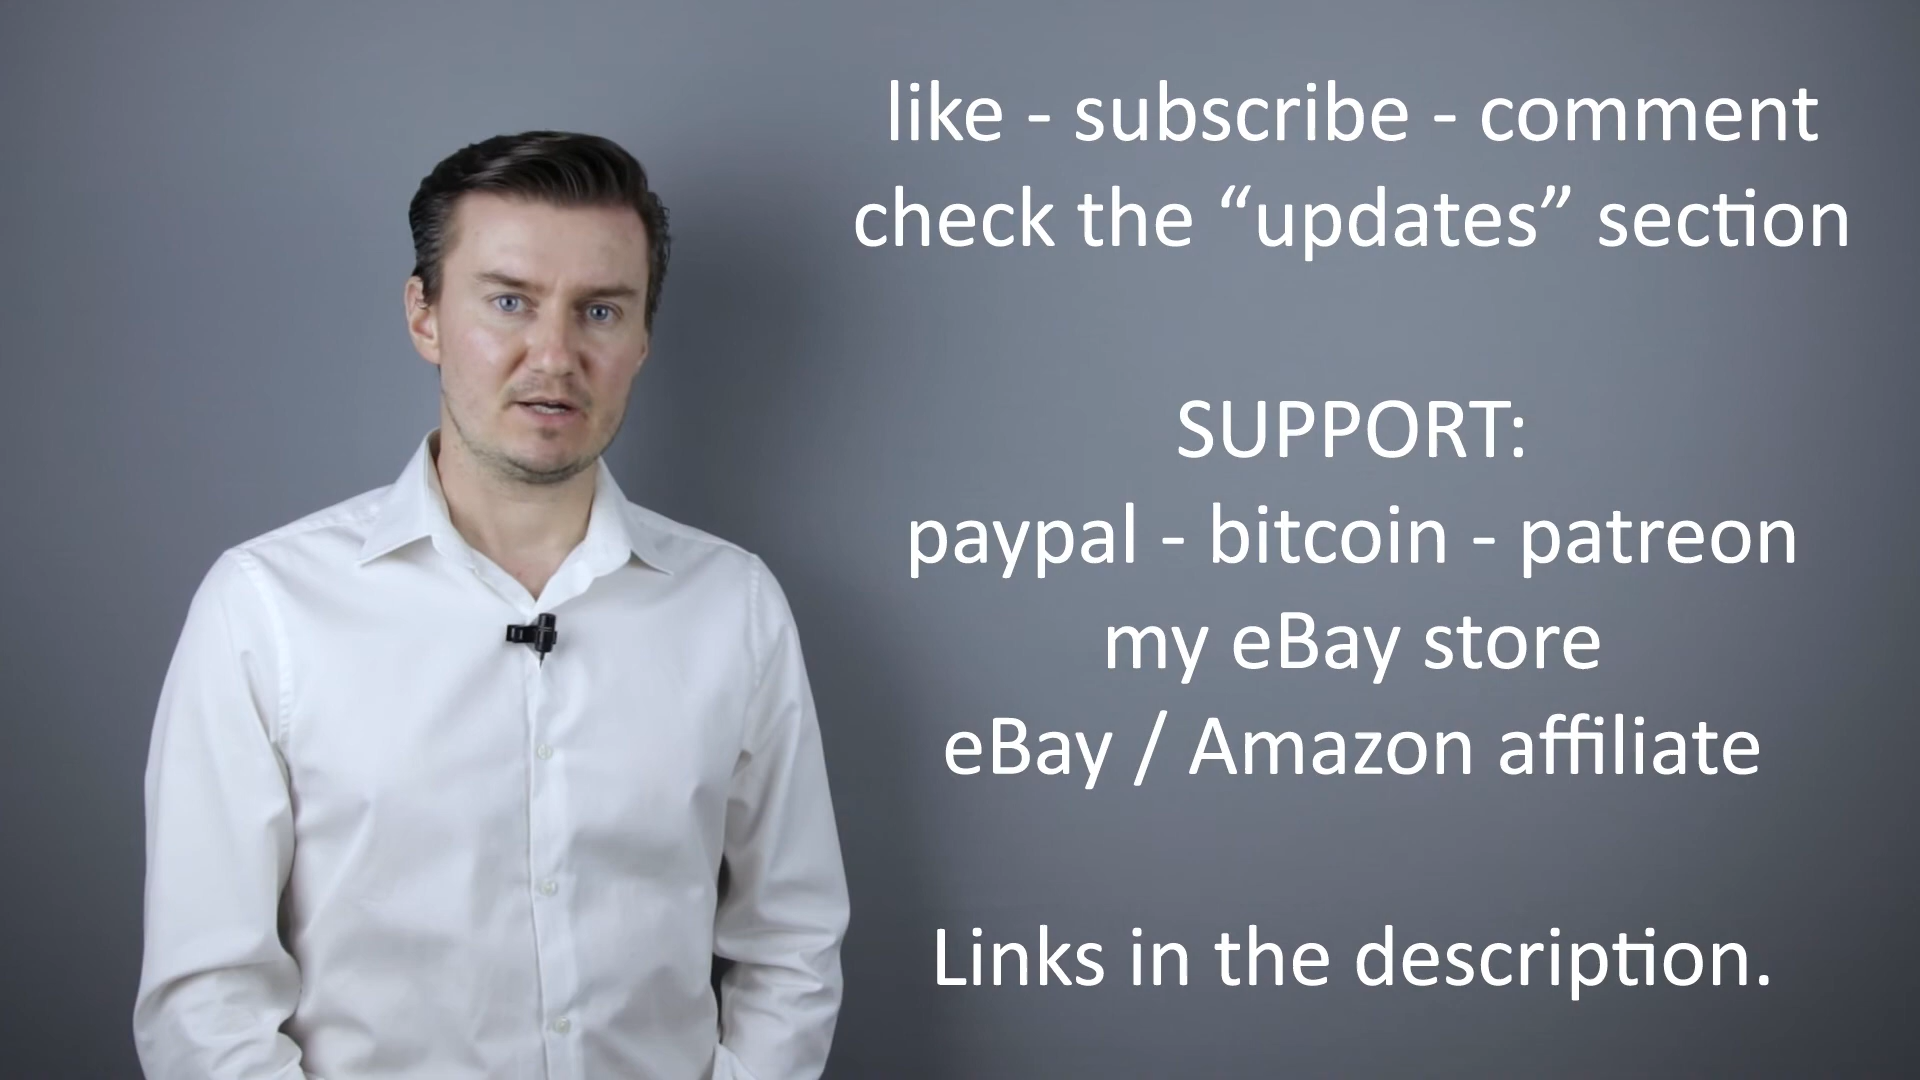 like - subscribe - comment
check the “updates” section
SUPPORT:
paypal - bitcoin - patreon
my eBay store
eBay / Amazon affiliate
Links in the description.